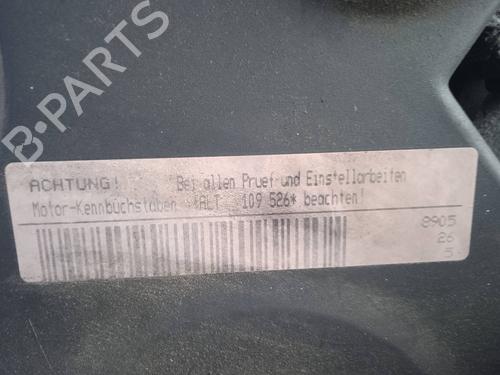 B-PARTS
ACHTUNG! Bei allen Pruef-und Einstellarbeiten
Motor-Kennbuchstaben *ALT 109 526* beachten!
8905
26
5